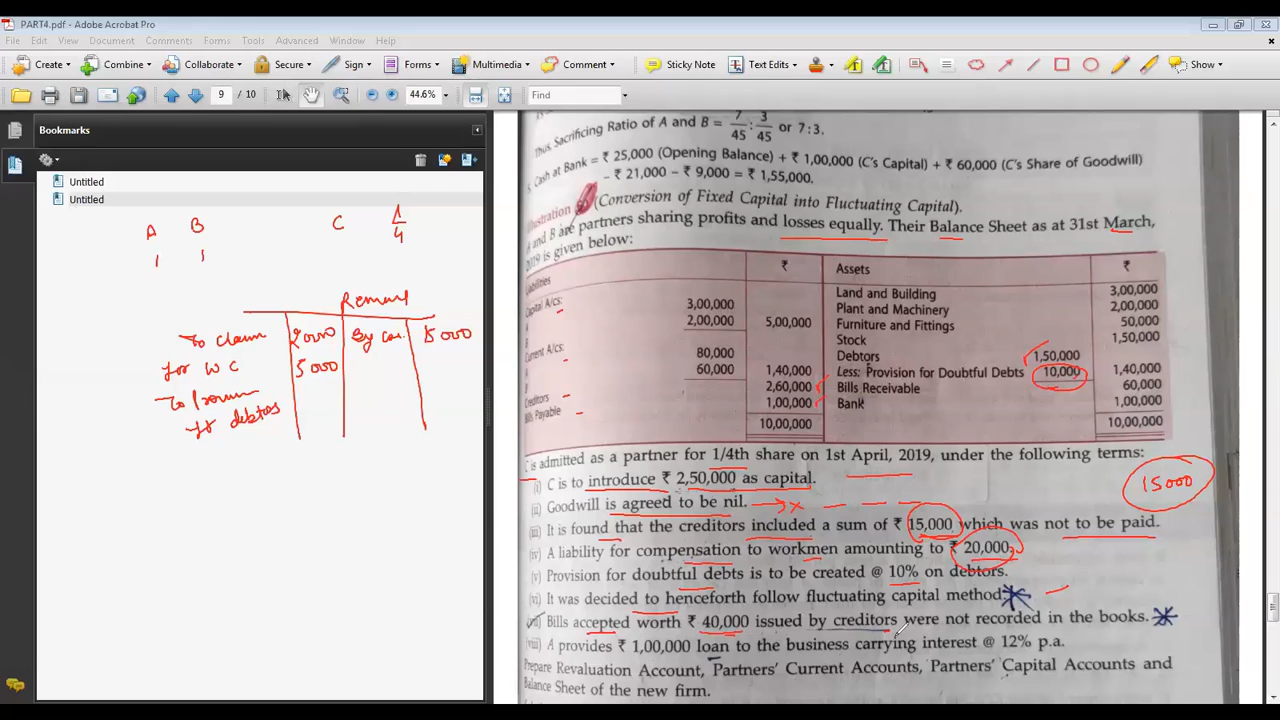 PART4.pdf - Adobe Acrobat Pro
File Edit View Document Comments Forms Tools Advanced Window Help
Create Combine Collaborate Secure Sign Forms Multimedia Comment Sticky Note Text Edits Show
9 / 10 44.6% Find
Bookmarks
Untitled
Untitled
A B C 1/4
1 1
To claim 20000 By
for WC 5000
To
debtors
Thus, Sacrificing Ratio of A and B = 7/45 : 3/45 or 7 : 3.
5. Cash at Bank = ₹ 25,000 (Opening Balance) + ₹ 1,00,000 (C's Capital) + ₹ 60,000 (C's Share of Goodwill)
– ₹ 21,000 – ₹ 9,000 = ₹ 1,55,000.
Illustration (Conversion of Fixed Capital into Fluctuating Capital).
A and B are partners sharing profits and losses equally. Their Balance Sheet as at 31st March,
2019 is given below:
Liabilities ₹ Assets ₹
Capital A/cs: Land and Building 3,00,000
A 3,00,000 Plant and Machinery 2,00,000
B 2,00,000 5,00,000 Furniture and Fittings 50,000
Current A/cs: Stock 1,50,000
A 80,000 Debtors 1,50,000
B 60,000 1,40,000 Less: Provision for Doubtful Debts 10,000 1,40,000
Creditors 2,60,000 Bills Receivable 60,000
Bills Payable 1,00,000 Bank 1,00,000
10,00,000 10,00,000
C is admitted as a partner for 1/4th share on 1st April, 2019, under the following terms:
(i) C is to introduce ₹ 2,50,000 as capital.
15000
(ii) Goodwill is agreed to be nil.
(iii) It is found that the creditors included a sum of ₹ 15,000 which was not to be paid.
(iv) A liability for compensation to workmen amounting to ₹ 20,000.
(v) Provision for doubtful debts is to be created @ 10% on debtors.
(vi) It was decided to henceforth follow fluctuating capital method.
(vii) Bills accepted worth ₹ 40,000 issued by creditors were not recorded in the books.
(viii) A provides ₹ 1,00,000 loan to the business carrying interest @ 12% p.a.
Prepare Revaluation Account, Partners' Current Accounts, Partners' Capital Accounts and
Balance Sheet of the new firm.